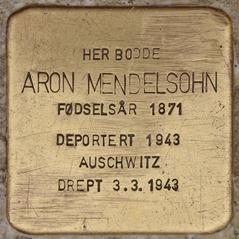 HER BODDE
ARON MENDELSOHN
FØDSELSÅR 1871
DEPORTERT 1943
AUSCHWITZ
DREPT 3.3.1943